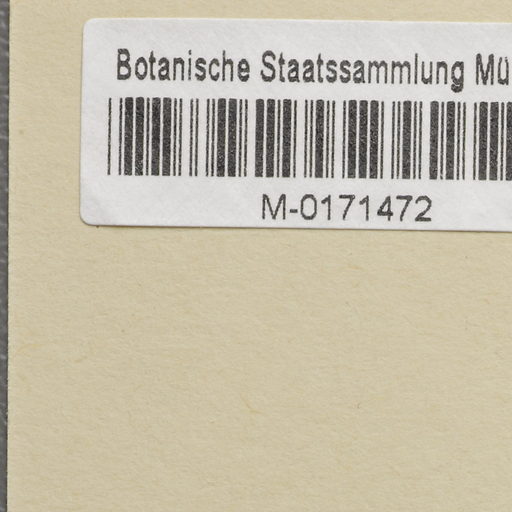 Botanische Staatssammlung Mü
M-0171472